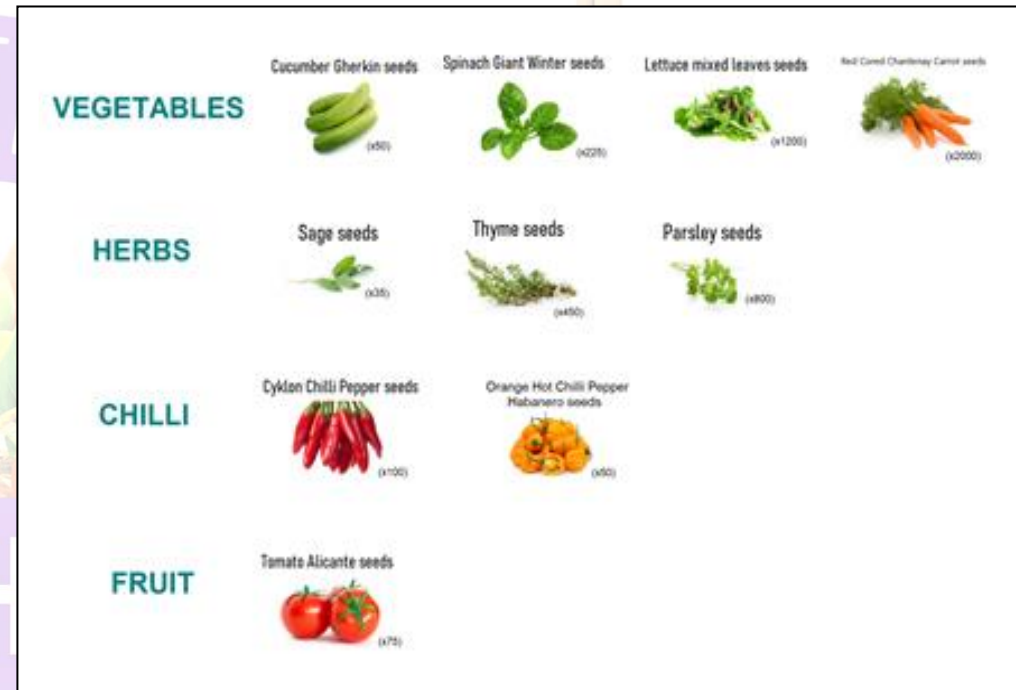 Cucumber Gherkin seeds
Spinach Giant Winter seeds
Lettuce mixed leaves seeds
Red Cored Chantenay Carrot seeds
VEGETABLES
(x50)
(x225)
(x1200)
(x2000)
Sage seeds
Thyme seeds
Parsley seeds
HERBS
(x35)
(x450)
(x800)
Cyklon Chilli Pepper seeds
Orange Hot Chilli Pepper
Habanero seeds
CHILLI
(x100)
(x50)
Tomato Alicante seeds
FRUIT
(x75)